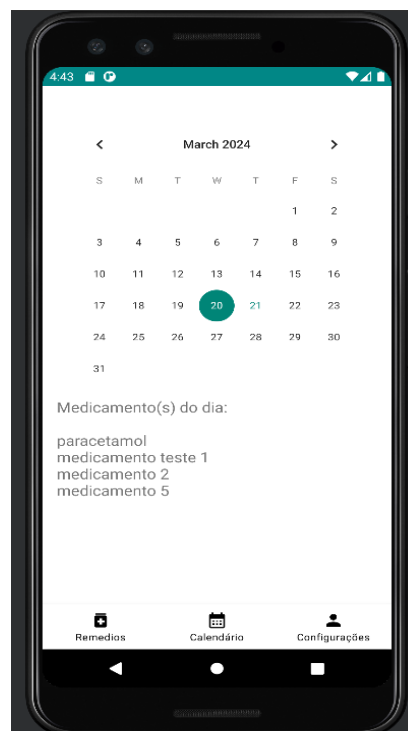 4:43
March 2024
S M T W T F S
1 2
3 4 5 6 7 8 9
10 11 12 13 14 15 16
17 18 19 20 21 22 23
24 25 26 27 28 29 30
31
Medicamento(s) do dia:
paracetamol
medicamento teste 1
medicamento 2
medicamento 5
Remedios Calendário Configurações